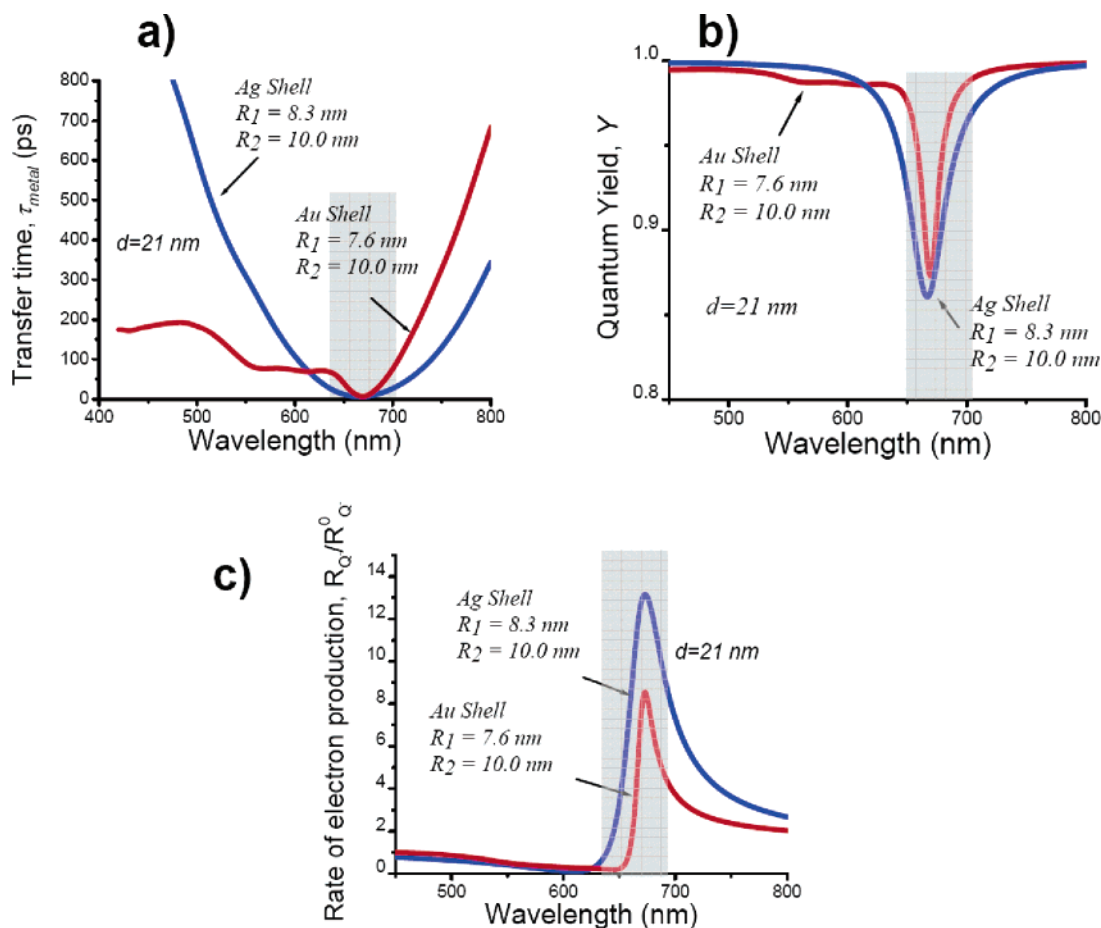 a)
800
700
600
500
400
300
200
100
0
Transfer time, τmetal (ps)
Ag Shell
R1 = 8.3 nm
R2 = 10.0 nm
d=21 nm
Au Shell
R1 = 7.6 nm
R2 = 10.0 nm
400
500
600
700
800
Wavelength (nm)
b)
1.0
0.9
0.8
Quantum Yield, Y
Au Shell
R1 = 7.6 nm
R2 = 10.0 nm
d=21 nm
Ag Shell
R1 = 8.3 nm
R2 = 10.0 nm
500
600
700
800
Wavelength (nm)
c)
Rate of electron production, RQ/R0Q
14
12
10
8
6
4
2
0
Ag Shell
R1 = 8.3 nm
R2 = 10.0 nm
d=21 nm
Au Shell
R1 = 7.6 nm
R2 = 10.0 nm
500
600
700
800
Wavelength (nm)